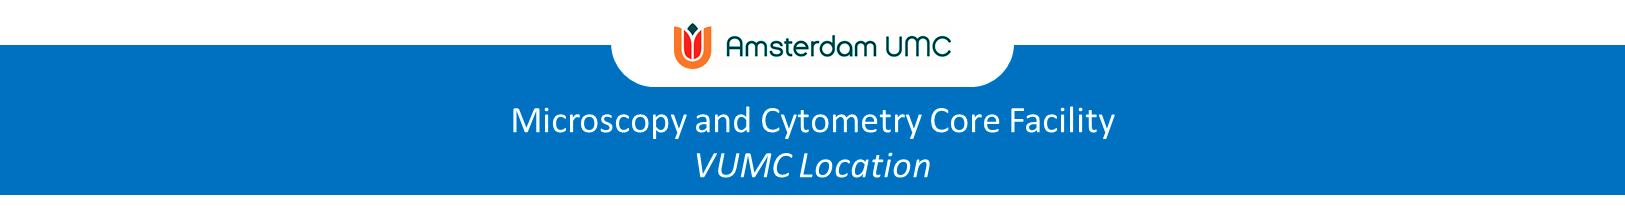 Amsterdam UMC
Microscopy and Cytometry Core Facility
VUMC Location